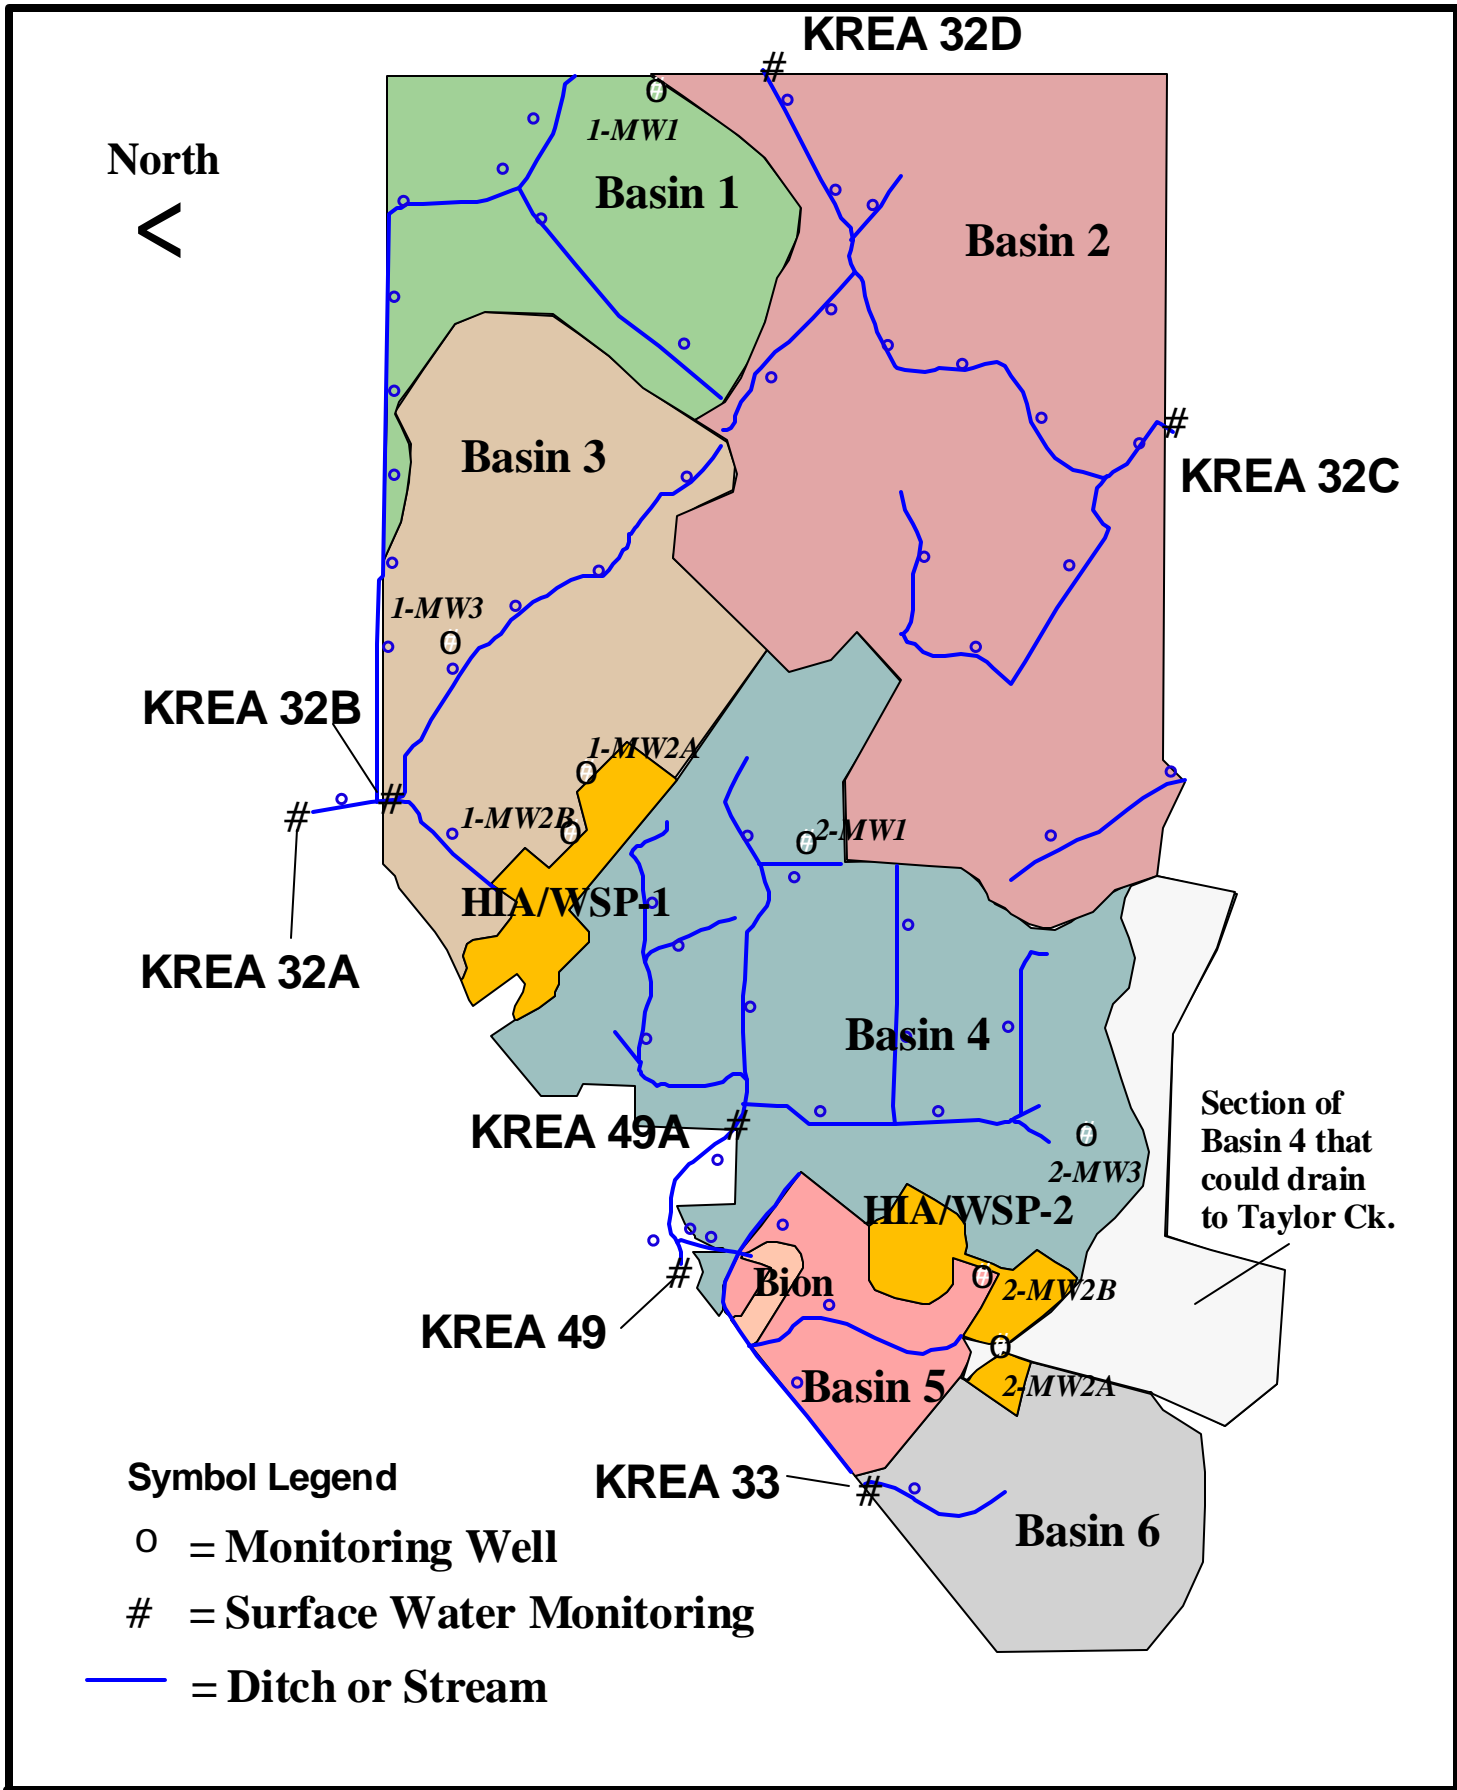 KREA 32D
#
o
1-MW1
North
<
Basin 1
Basin 2
#
KREA 32C
Basin 3
1-MW3
o
KREA 32B
1-MW2A
o
#
#
1-MW2B
o
2-MW1
o
HIA/WSP-1
KREA 32A
Basin 4
Section of
Basin 4 that
could drain
to Taylor Ck.
KREA 49A
#
o
2-MW3
HIA/WSP-2
#
Bion
o
2-MW2B
KREA 49
o
Basin 5
2-MW2A
Symbol Legend
KREA 33
#
Basin 6
o = Monitoring Well
# = Surface Water Monitoring
= Ditch or Stream